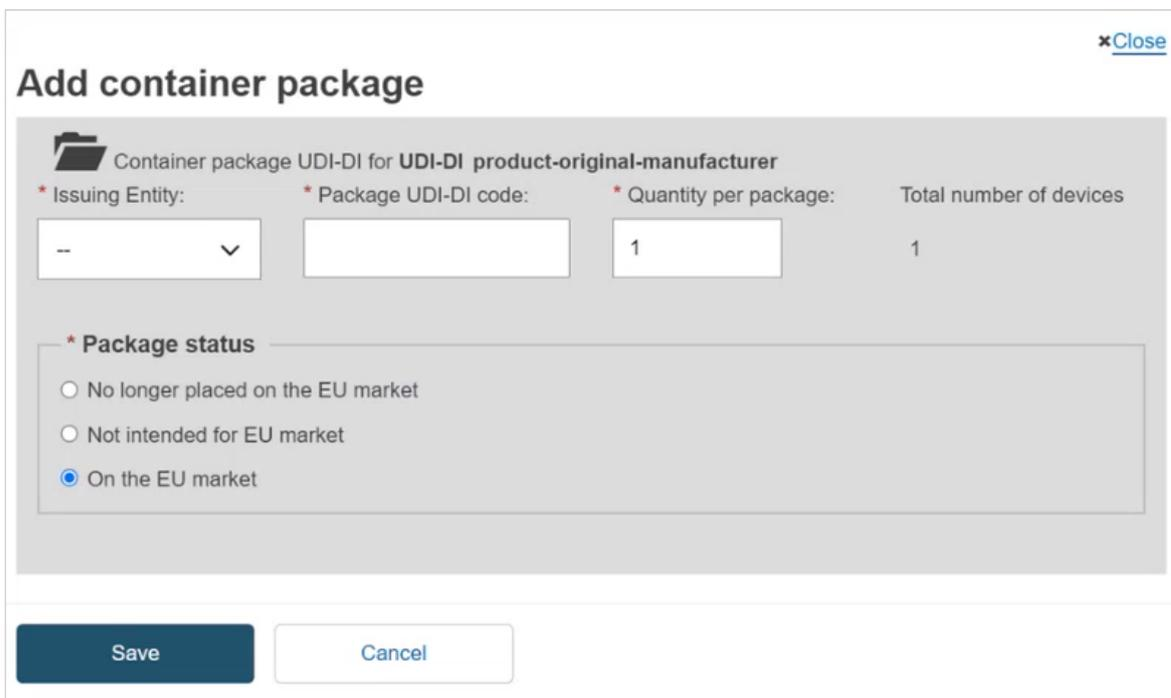 ×Close
Add container package
Container package UDI-DI for UDI-DI product-original-manufacturer
* Issuing Entity: * Package UDI-DI code: * Quantity per package: Total number of devices
-- 1 1
* Package status
No longer placed on the EU market
Not intended for EU market
On the EU market
Save Cancel